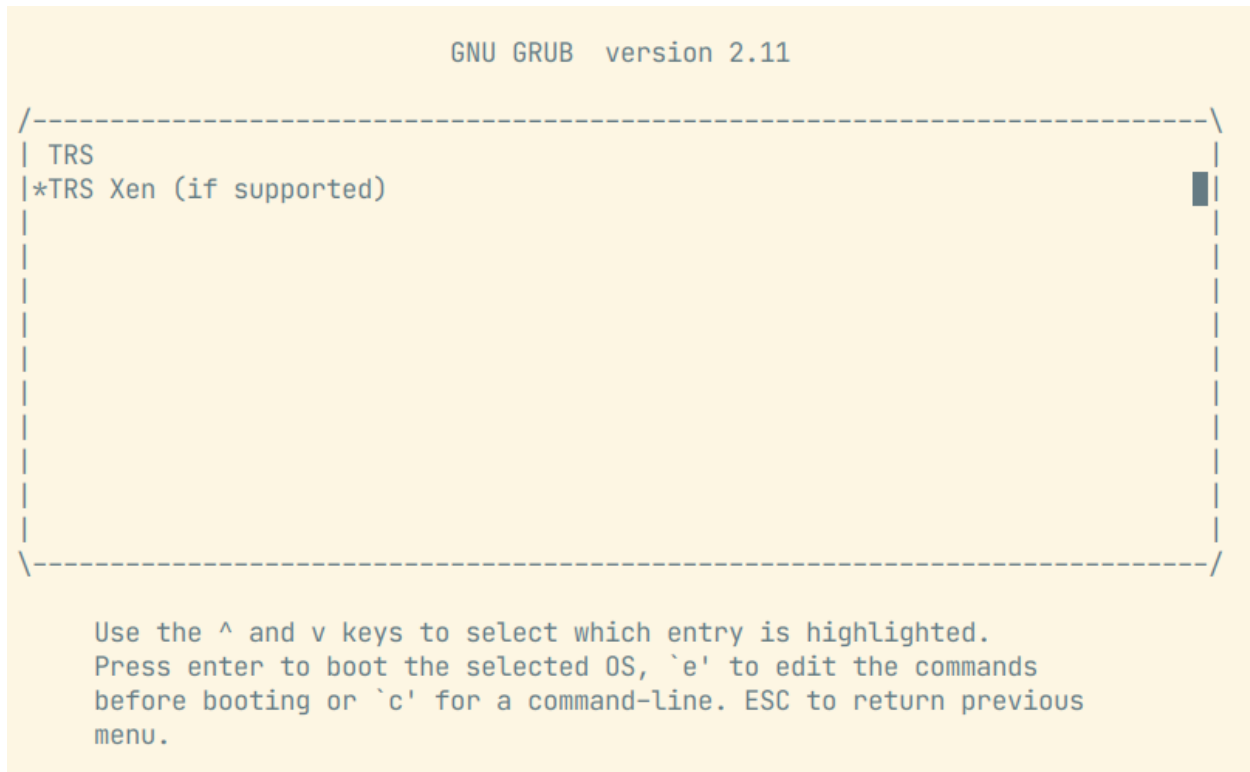 GNU GRUB  version 2.11
/----------------------------------------------------------------------------\
| TRS                                                                        |
|*TRS Xen (if supported)                                                     |
|                                                                            |
|                                                                            |
|                                                                            |
|                                                                            |
|                                                                            |
|                                                                            |
|                                                                            |
|                                                                            |
|                                                                            |
|                                                                            |
\----------------------------------------------------------------------------/
Use the ^ and v keys to select which entry is highlighted.
Press enter to boot the selected OS, `e' to edit the commands
before booting or `c' for a command-line. ESC to return previous
menu.